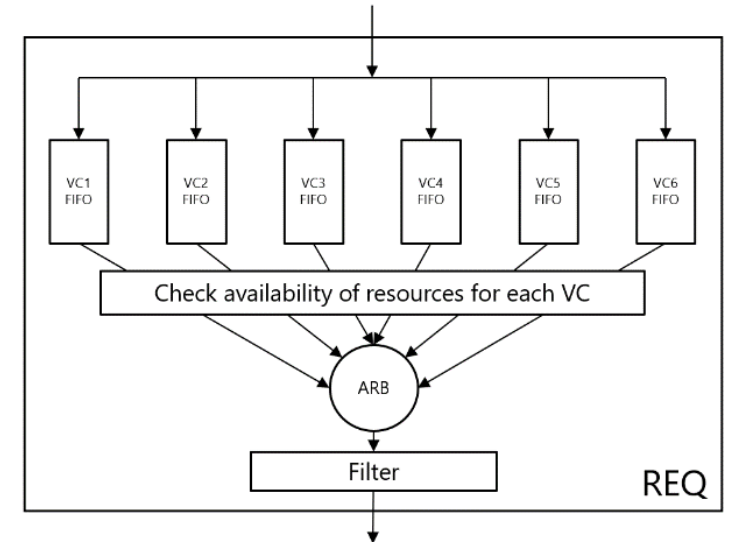 VC1
FIFO
VC2
FIFO
VC3
FIFO
VC4
FIFO
VC5
FIFO
VC6
FIFO
Check availability of resources for each VC
ARB
Filter
REQ